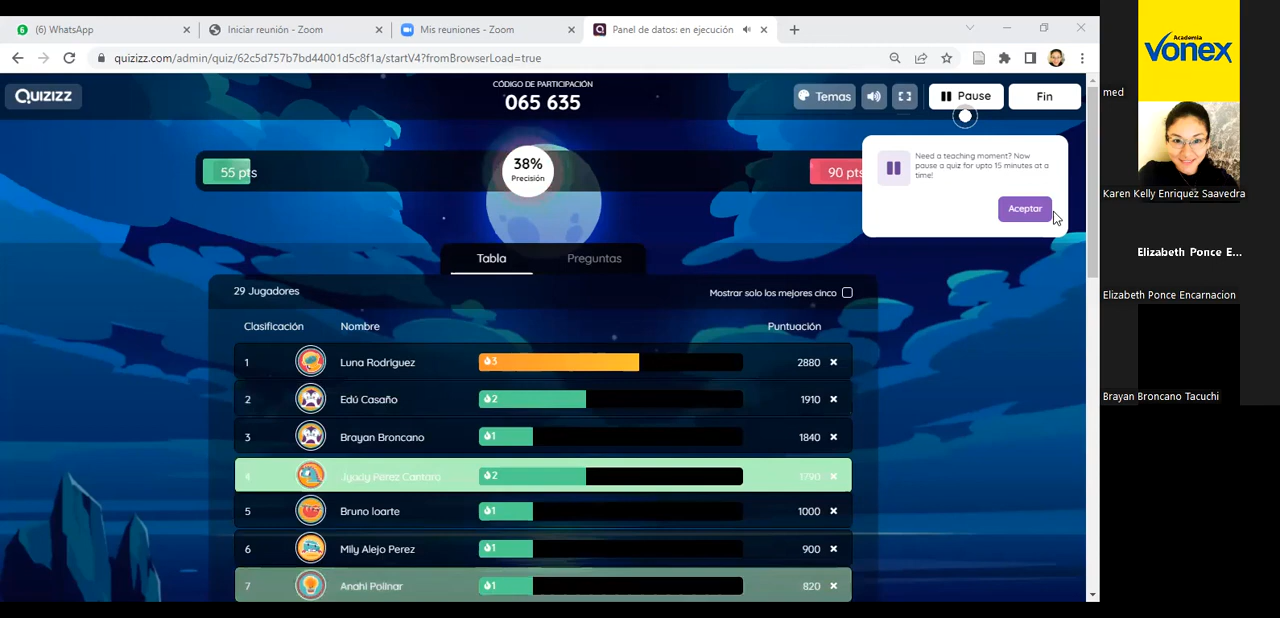 (6) WhatsApp
Iniciar reunión - Zoom
Mis reuniones - Zoom
Panel de datos: en ejecución
quizizz.com/admin/quiz/62c5d757b7bd44001d5c8f1a/startV4?fromBrowserLoad=true
Quizizz
CÓDIGO DE PARTICIPACIÓN
065 635
Temas
Pause
Fin
55 pts
38%
Precisión
90 pts
Need a teaching moment? Now
pause a quiz for upto 15 minutes at a
time!
Aceptar
Tabla
Preguntas
29 Jugadores
Mostrar solo los mejores cinco
Clasificación Nombre Puntuación
1 Luna Rodriguez 3 2880
2 Edú Casaño 2 1910
3 Brayan Broncano 1 1840
4 Jyady Perez Cantaro 2 1790
5 Bruno loarte 1 1000
6 Mily Alejo Perez 1 900
7 Anahi Polinar 1 820
Academia
VONEX
med
Karen Kelly Enriquez Saavedra
Elizabeth Ponce E...
Elizabeth Ponce Encarnacion
Brayan Broncano Tacuchi